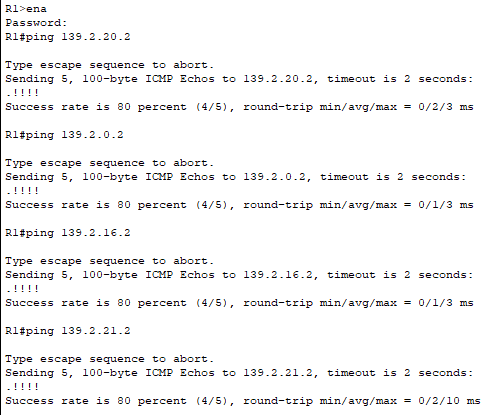 R1>ena
Password:
R1#ping 139.2.20.2
Type escape sequence to abort.
Sending 5, 100-byte ICMP Echos to 139.2.20.2, timeout is 2 seconds:
.!!!!
Success rate is 80 percent (4/5), round-trip min/avg/max = 0/2/3 ms
R1#ping 139.2.0.2
Type escape sequence to abort.
Sending 5, 100-byte ICMP Echos to 139.2.0.2, timeout is 2 seconds:
.!!!!
Success rate is 80 percent (4/5), round-trip min/avg/max = 0/1/3 ms
R1#ping 139.2.16.2
Type escape sequence to abort.
Sending 5, 100-byte ICMP Echos to 139.2.16.2, timeout is 2 seconds:
.!!!!
Success rate is 80 percent (4/5), round-trip min/avg/max = 0/1/3 ms
R1#ping 139.2.21.2
Type escape sequence to abort.
Sending 5, 100-byte ICMP Echos to 139.2.21.2, timeout is 2 seconds:
.!!!!
Success rate is 80 percent (4/5), round-trip min/avg/max = 0/2/10 ms